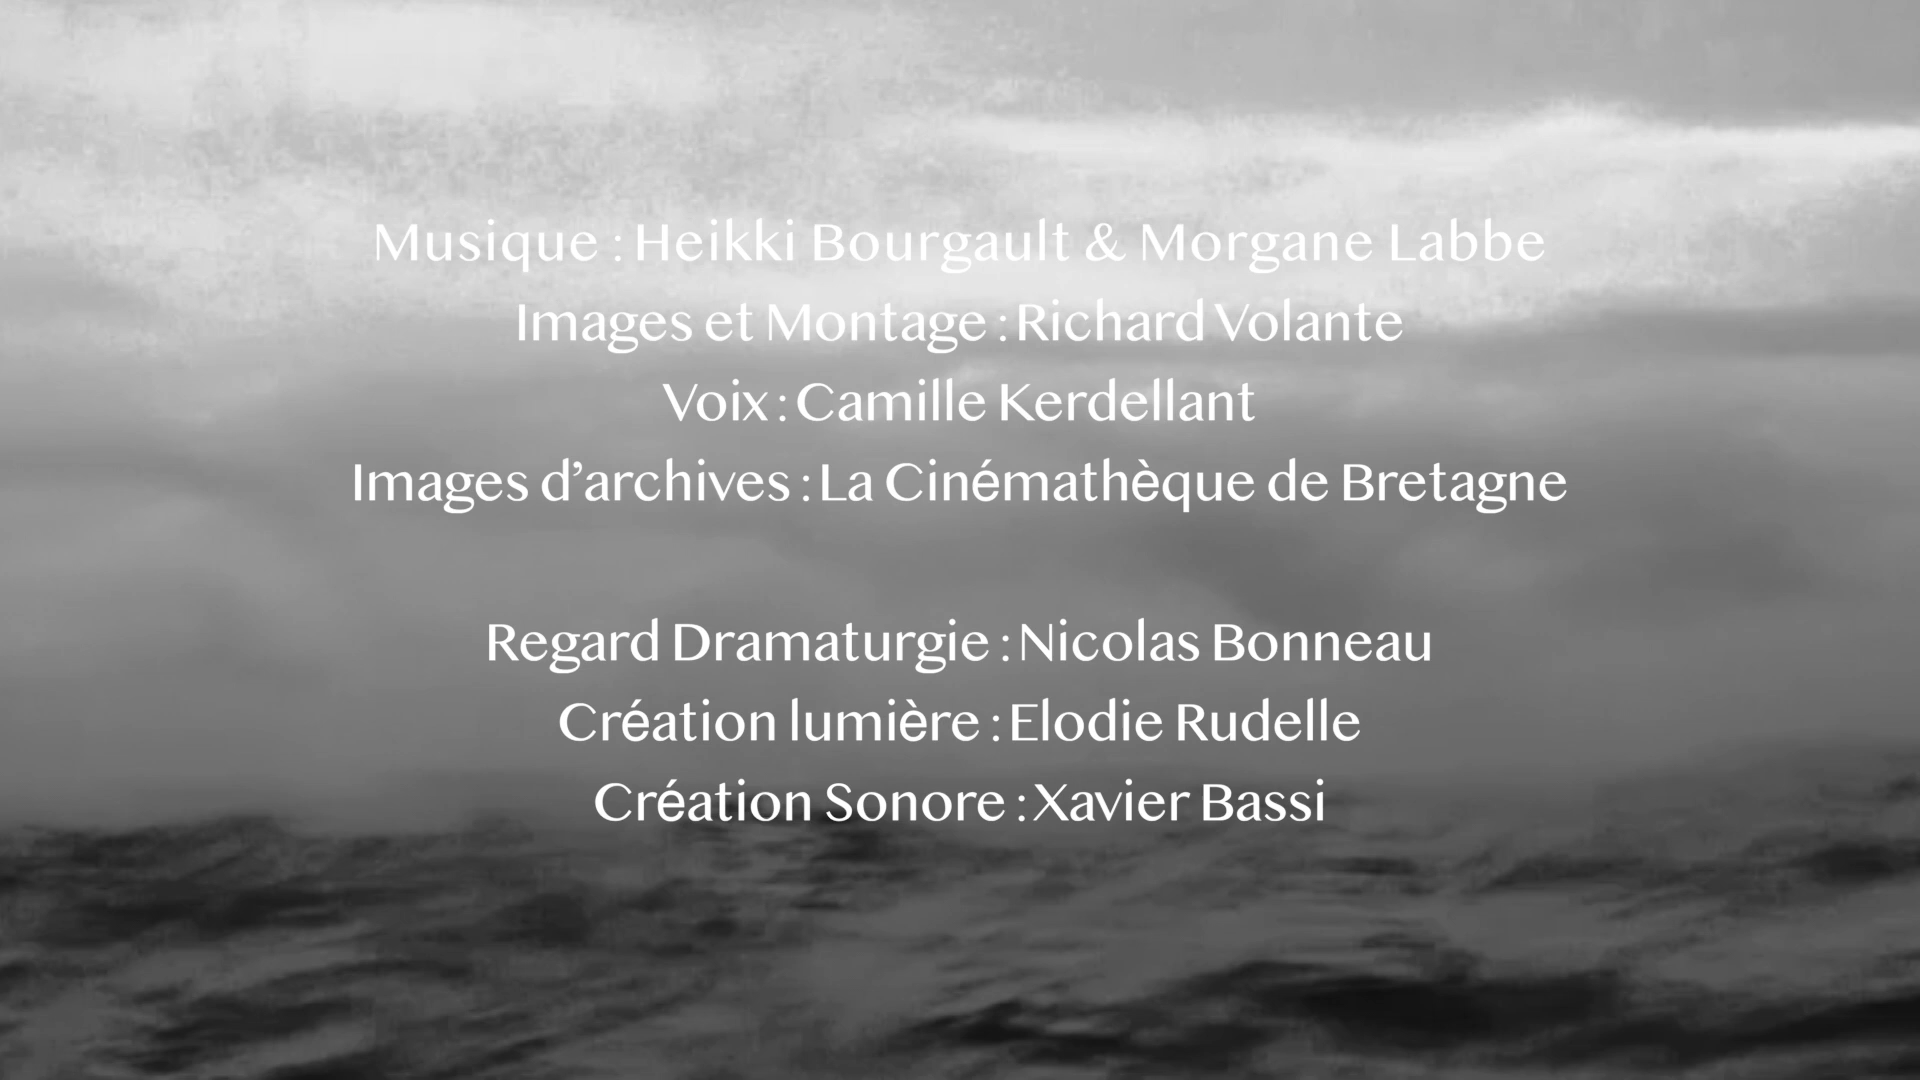 Musique : Heikki Bourgault & Morgane Labbe
Images et Montage : Richard Volante
Voix : Camille Kerdellant
Images d’archives : La Cinémathèque de Bretagne
Regard Dramaturgie : Nicolas Bonneau
Création lumière : Elodie Rudelle
Création Sonore : Xavier Bassi